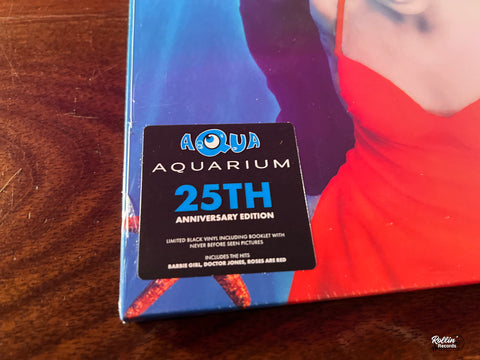 AQUA
AQUARIUM
25TH
ANNIVERSARY EDITION
LIMITED BLACK VINYL INCLUDING BOOKLET WITH
NEVER BEFORE SEEN PICTURES
INCLUDES THE HITS
BARBIE GIRL, DOCTOR JONES, ROSES ARE RED
Rollin'
Records